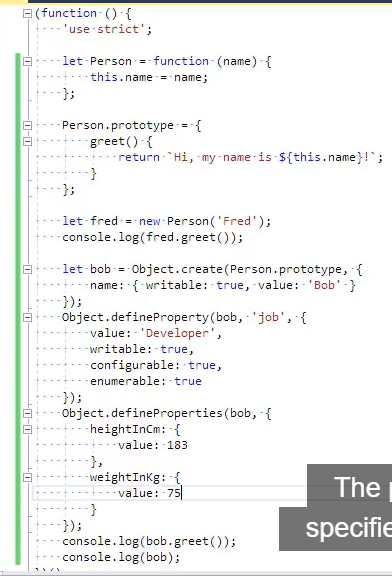 (function () {
'use strict';
let Person = function (name) {
this.name = name;
};
Person.prototype = {
greet() {
return `Hi, my name is ${this.name}!`;
}
};
let fred = new Person('Fred');
console.log(fred.greet());
let bob = Object.create(Person.prototype, {
name: { writable: true, value: 'Bob' }
});
Object.defineProperty(bob, 'job', {
value: 'Developer',
writable: true,
configurable: true,
enumerable: true
});
Object.defineProperties(bob, {
heightInCm: {
value: 183
},
weightInKg: {
value: 75
}
});
console.log(bob.greet());
console.log(bob);
The